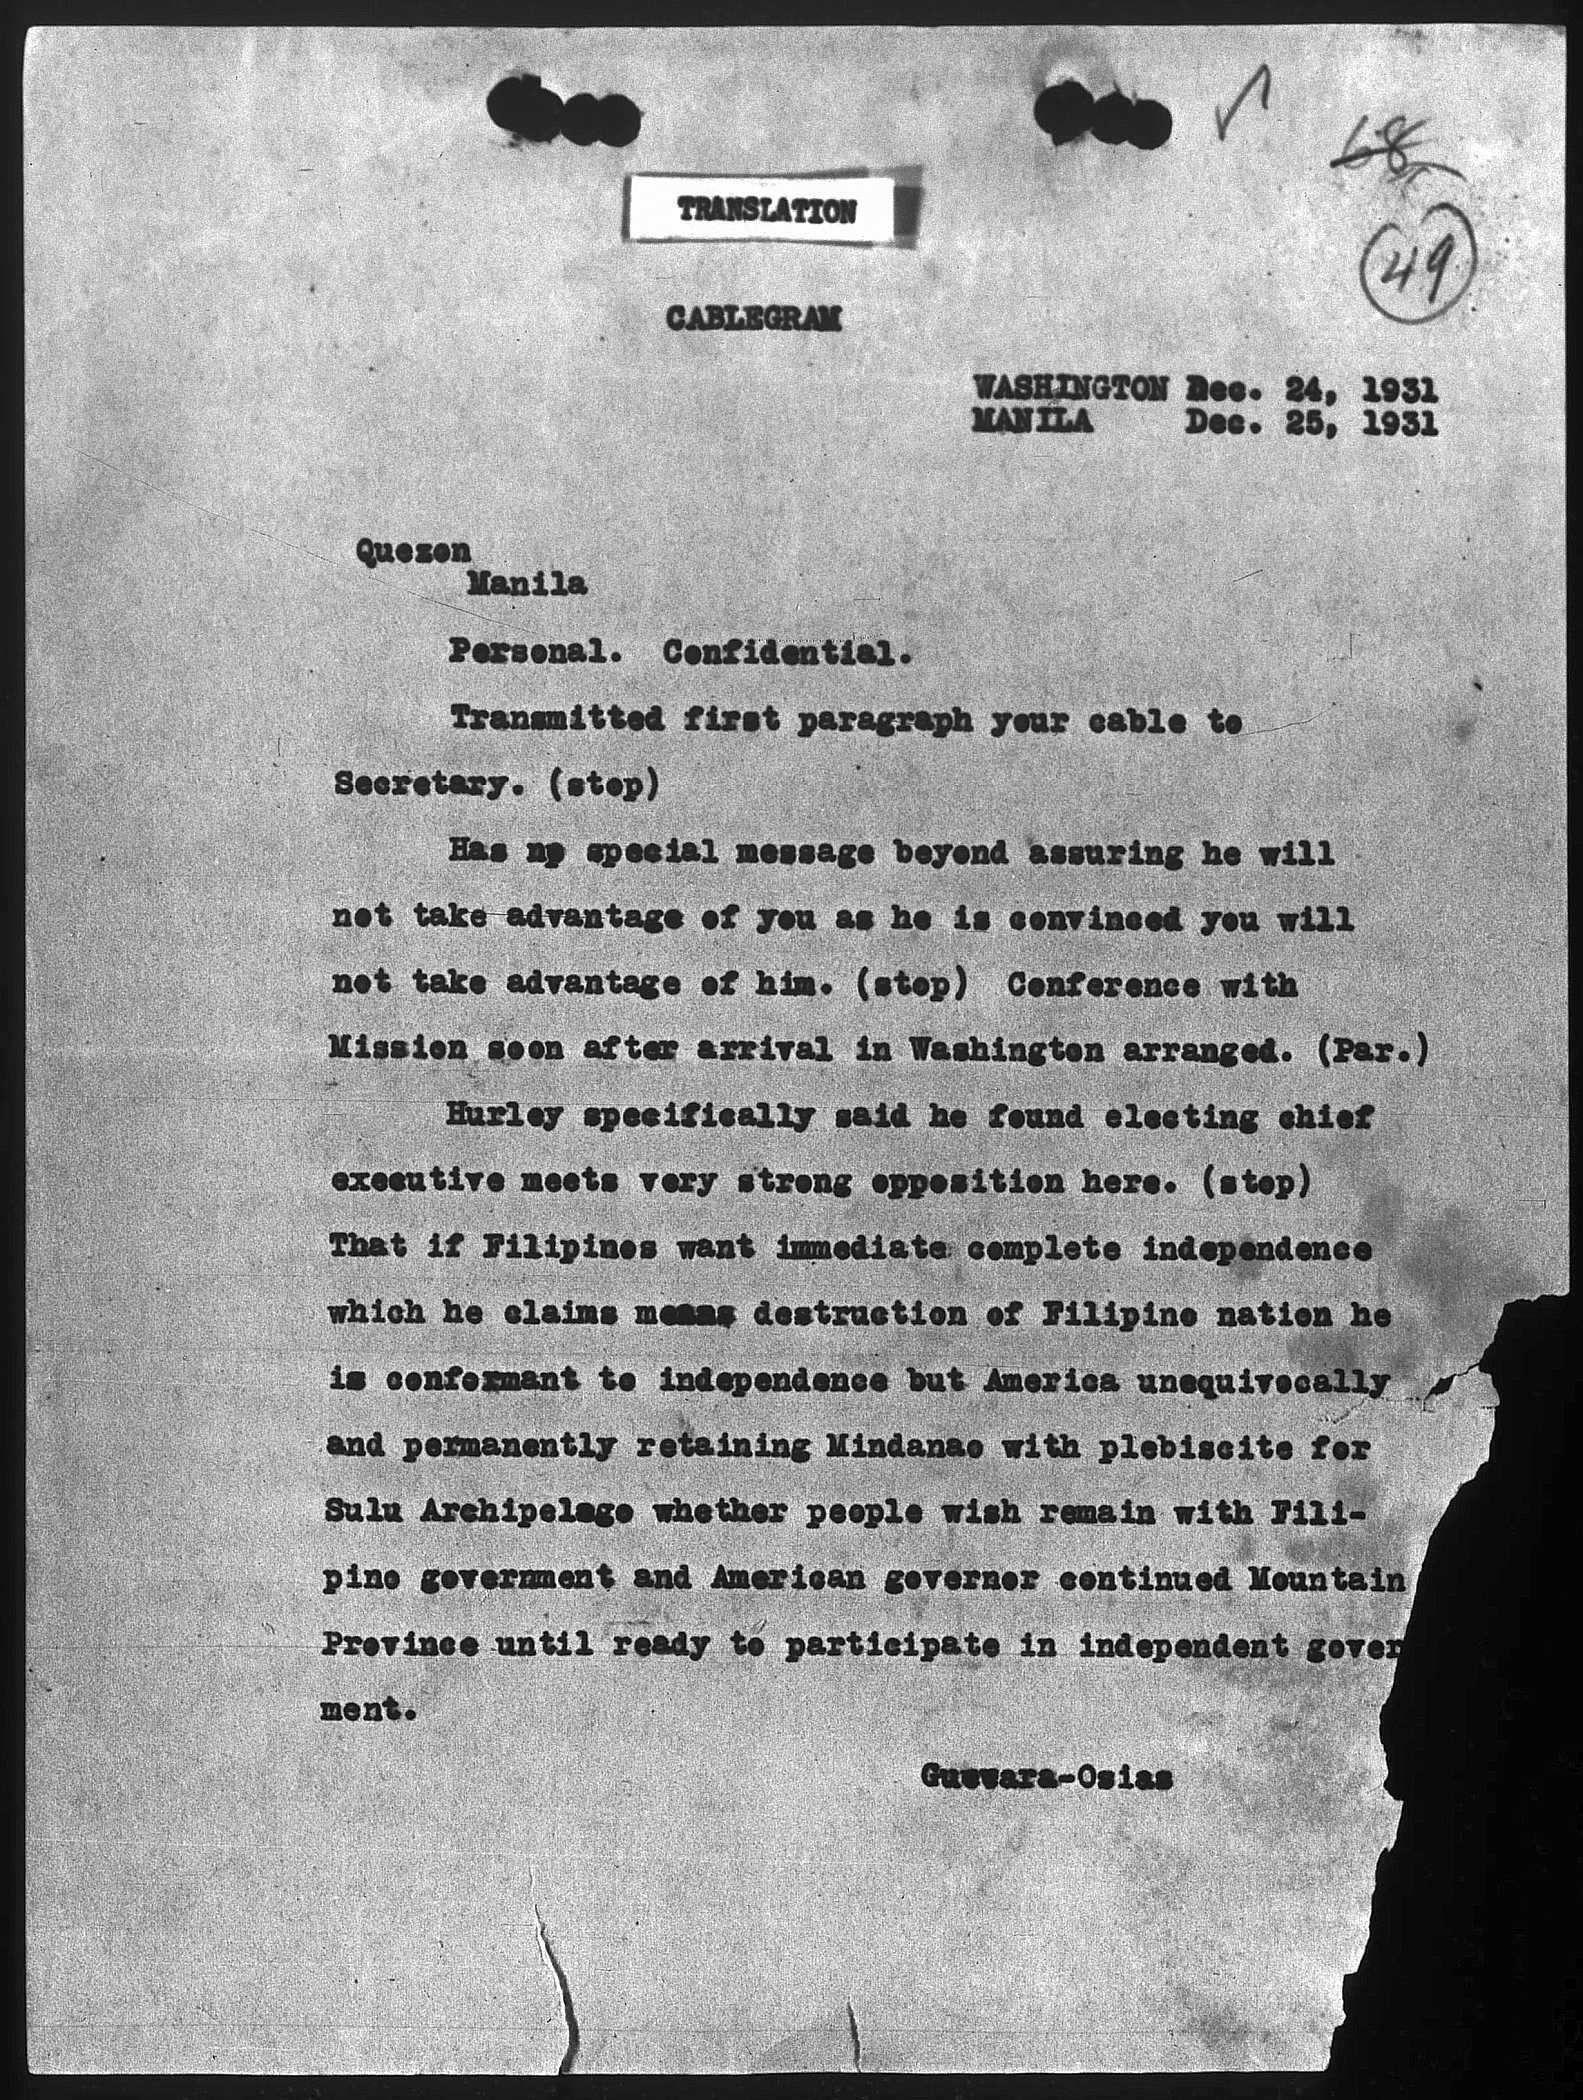 68
TRANSLATION
49
CABLEGRAM
WASHINGTON Dec. 24, 1931
MANILA Dec. 25, 1931
Quezon
Manila
Personal. Confidential.
Transmitted first paragraph your cable to
Secretary. (stop)
Has no special message beyond assuring he will
not take advantage of you as he is convinced you will
not take advantage of him. (stop) Conference with
Mission soon after arrival in Washington arranged. (Par.)
Hurley specifically said he found electing chief
executive meets very strong opposition here. (stop)
That if Filipinos want immediate complete independence
which he claims means destruction of Filipino nation he
is conformant to independence but America unequivocally
and permanently retaining Mindanao with plebiscite for
Sulu Archipelago whether people wish remain with Fili-
pino government and American governor continued Mountain
Province until ready to participate in independent gover
ment.
Guevara-Osias